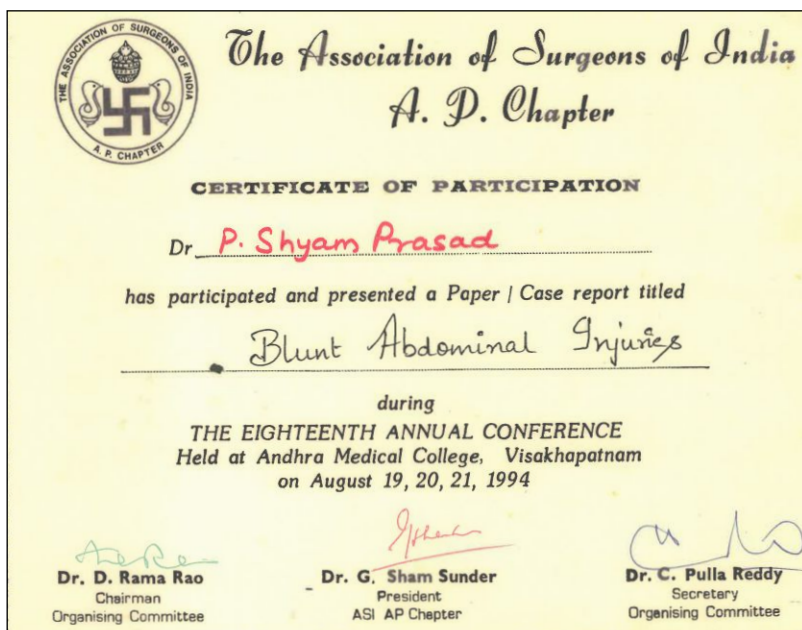 THE ASSOCIATION OF SURGEONS OF INDIA
A. P. CHAPTER
The Association of Surgeons of India
A. P. Chapter
CERTIFICATE OF PARTICIPATION
Dr P. Shyam Prasad
has participated and presented a Paper / Case report titled
Blunt Abdominal Injuries
during
THE EIGHTEENTH ANNUAL CONFERENCE
Held at Andhra Medical College, Visakhapatnam
on August 19, 20, 21, 1994
Dr. D. Rama Rao
Chairman
Organising Committee
Dr. G. Sham Sunder
President
ASI AP Chapter
Dr. C. Pulla Reddy
Secretary
Organising Committee